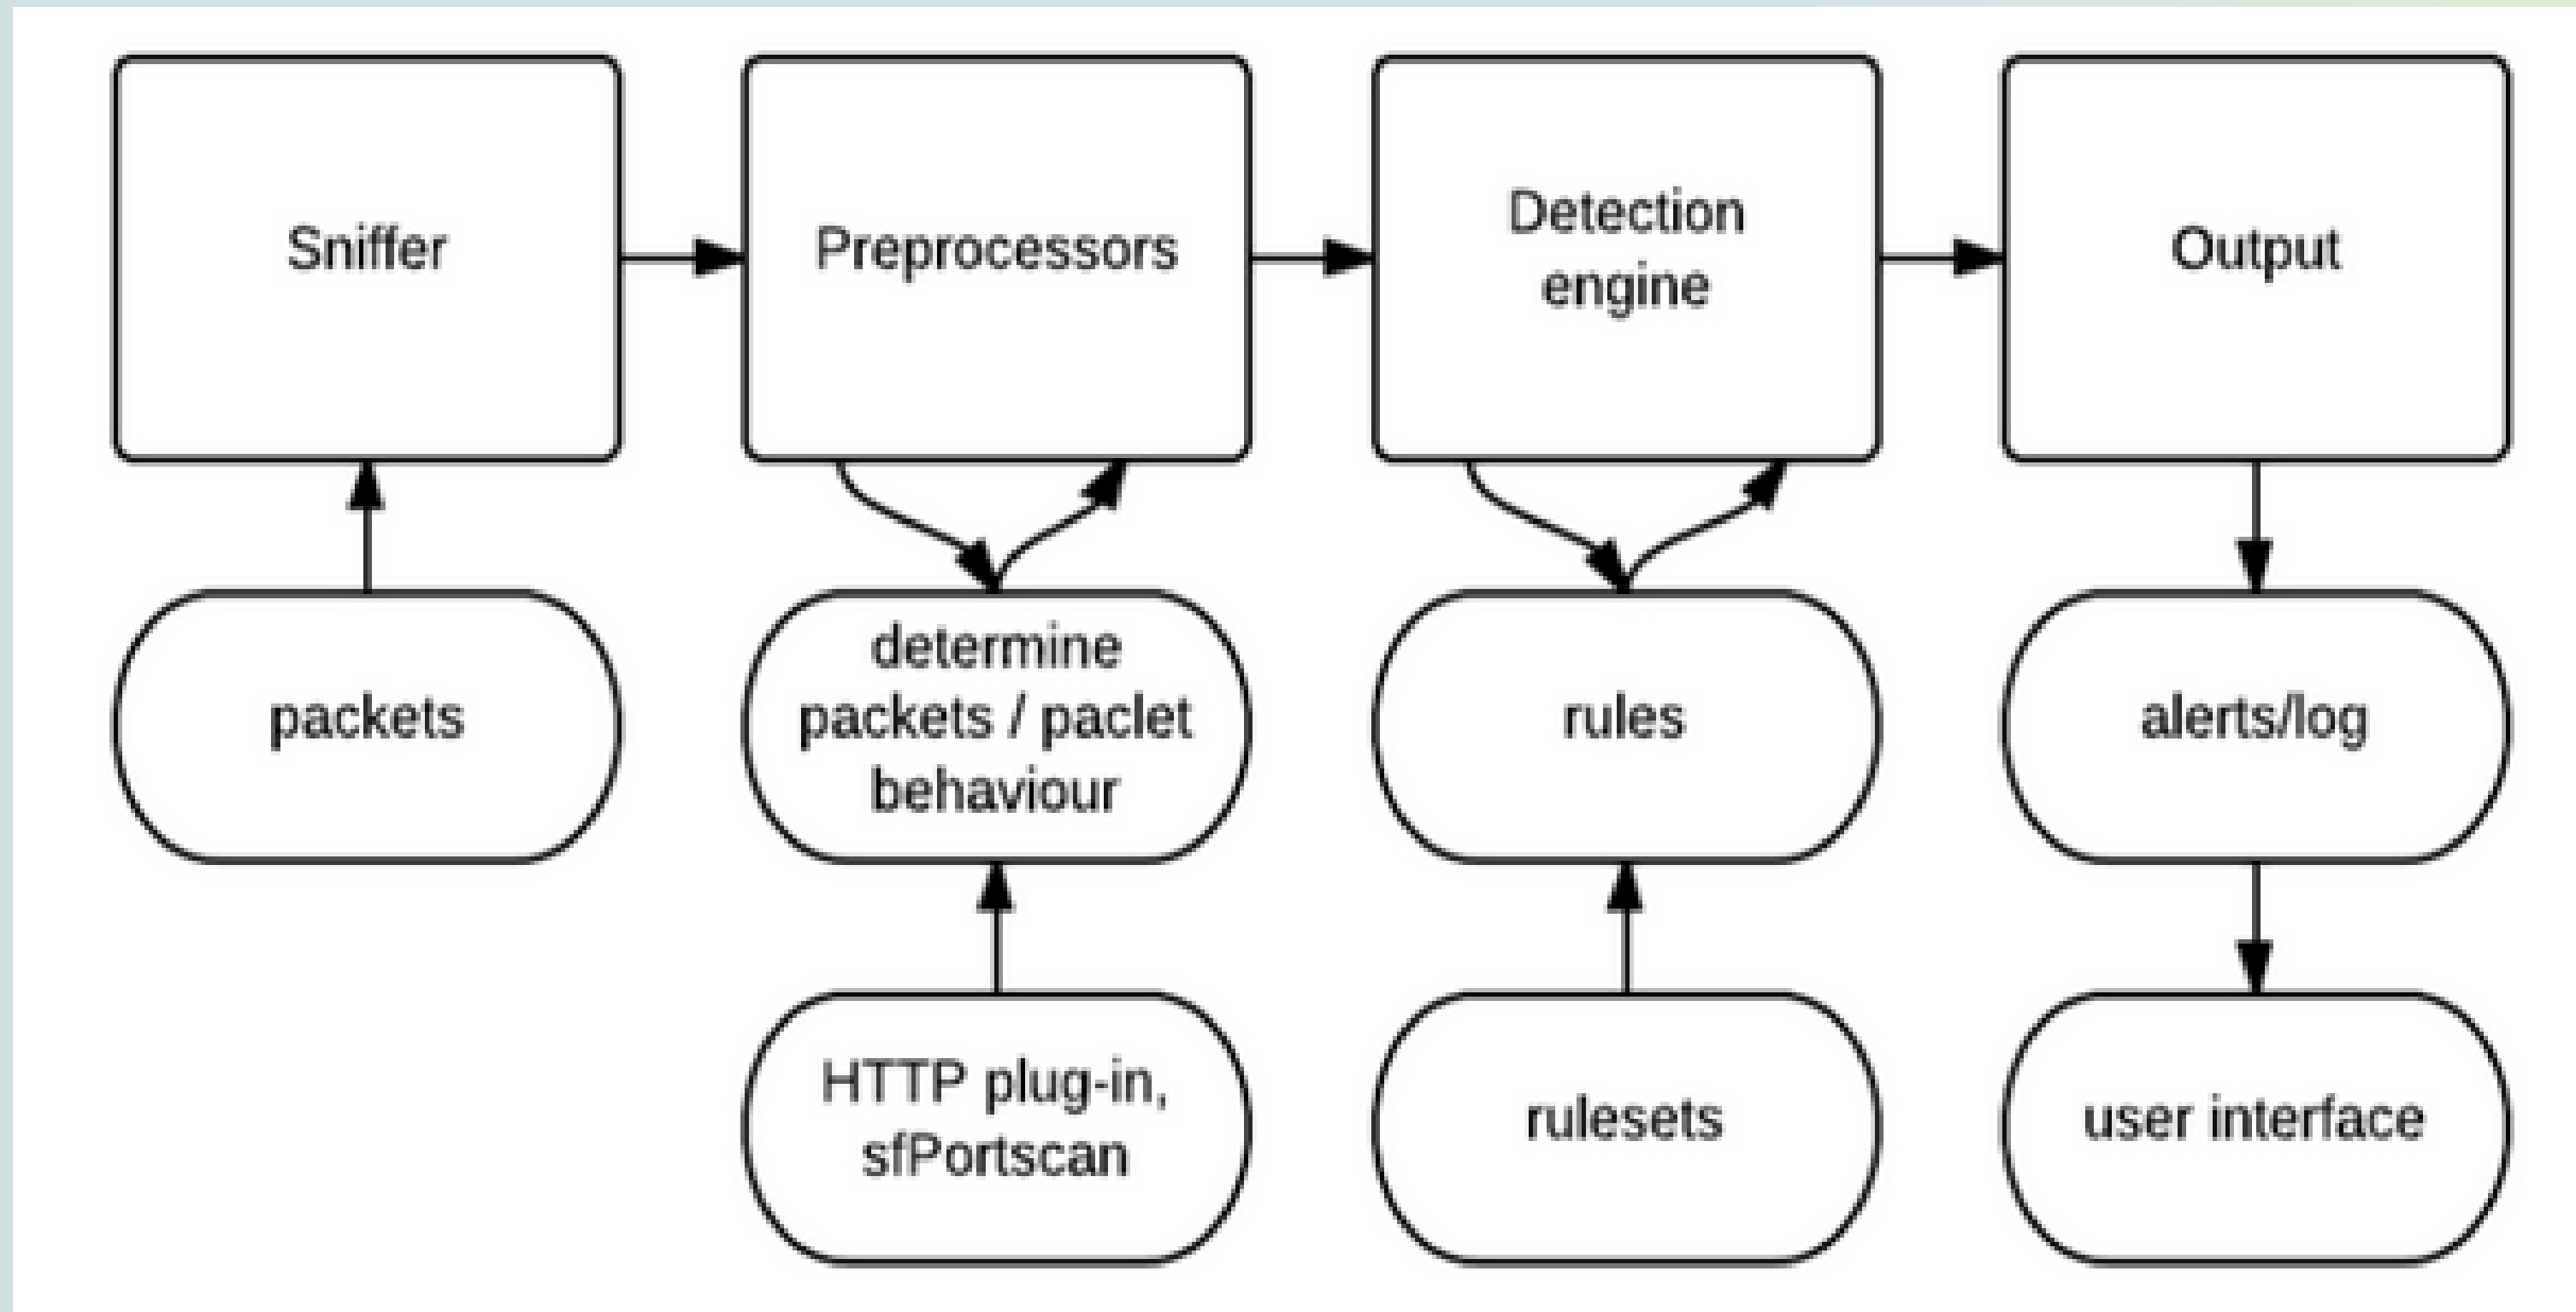 Sniffer
Preprocessors
Detection
engine
Output
packets
determine
packets / paclet
behaviour
rules
alerts/log
HTTP plug-in,
sfPortscan
rulesets
user interface